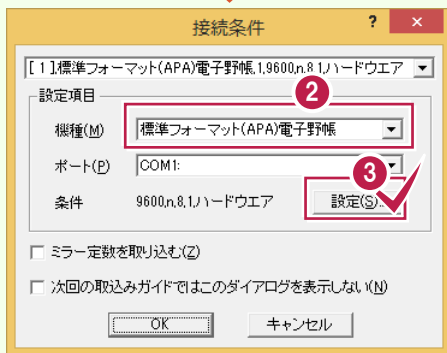 接続条件 ? ×
[ 1 ],標準フォーマット(APA)電子野帳,1,9600,n,8,1,ハードウエア
設定項目
2
機種(M) 標準フォーマット(APA)電子野帳
ポート(P) COM1:
3
条件 9600,n,8,1,ハードウエア 設定(S)...
ミラー定数を取り込む(Z)
次回の取込みガイドではこのダイアログを表示しない(N)
OK キャンセル